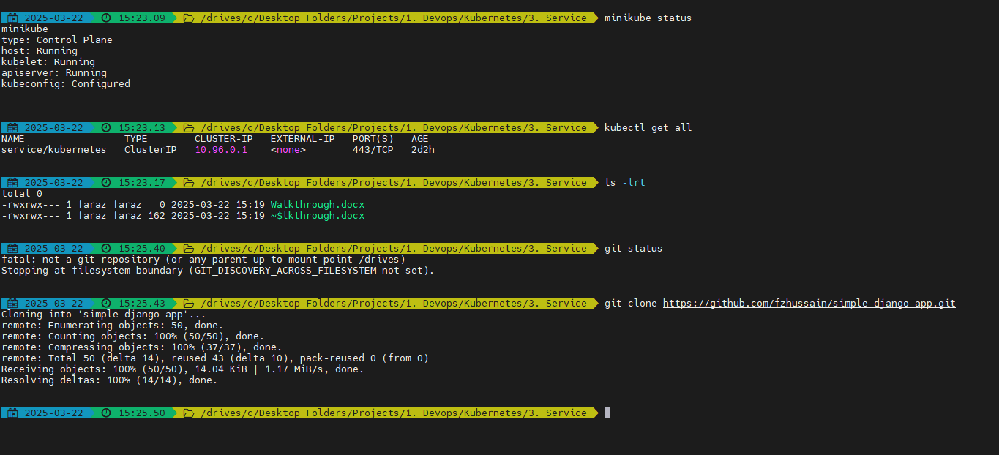 2025-03-22 15:23.09 /drives/c/Desktop Folders/Projects/1. Devops/Kubernetes/3. Service minikube status
minikube
type: Control Plane
host: Running
kubelet: Running
apiserver: Running
kubeconfig: Configured
2025-03-22 15:23.13 /drives/c/Desktop Folders/Projects/1. Devops/Kubernetes/3. Service kubectl get all
NAME TYPE CLUSTER-IP EXTERNAL-IP PORT(S) AGE
service/kubernetes ClusterIP 10.96.0.1 <none> 443/TCP 2d2h
2025-03-22 15:23.17 /drives/c/Desktop Folders/Projects/1. Devops/Kubernetes/3. Service ls -lrt
total 0
-rwxrwx--- 1 faraz faraz 0 2025-03-22 15:19 Walkthrough.docx
-rwxrwx--- 1 faraz faraz 162 2025-03-22 15:19 ~$lkthrough.docx
2025-03-22 15:25.40 /drives/c/Desktop Folders/Projects/1. Devops/Kubernetes/3. Service git status
fatal: not a git repository (or any parent up to mount point /drives)
Stopping at filesystem boundary (GIT_DISCOVERY_ACROSS_FILESYSTEM not set).
2025-03-22 15:25.43 /drives/c/Desktop Folders/Projects/1. Devops/Kubernetes/3. Service git clone https://github.com/fzhussain/simple-django-app.git
Cloning into 'simple-django-app'...
remote: Enumerating objects: 50, done.
remote: Counting objects: 100% (50/50), done.
remote: Compressing objects: 100% (37/37), done.
remote: Total 50 (delta 14), reused 43 (delta 10), pack-reused 0 (from 0)
Receiving objects: 100% (50/50), 14.04 KiB | 1.17 MiB/s, done.
Resolving deltas: 100% (14/14), done.
2025-03-22 15:25.50 /drives/c/Desktop Folders/Projects/1. Devops/Kubernetes/3. Service